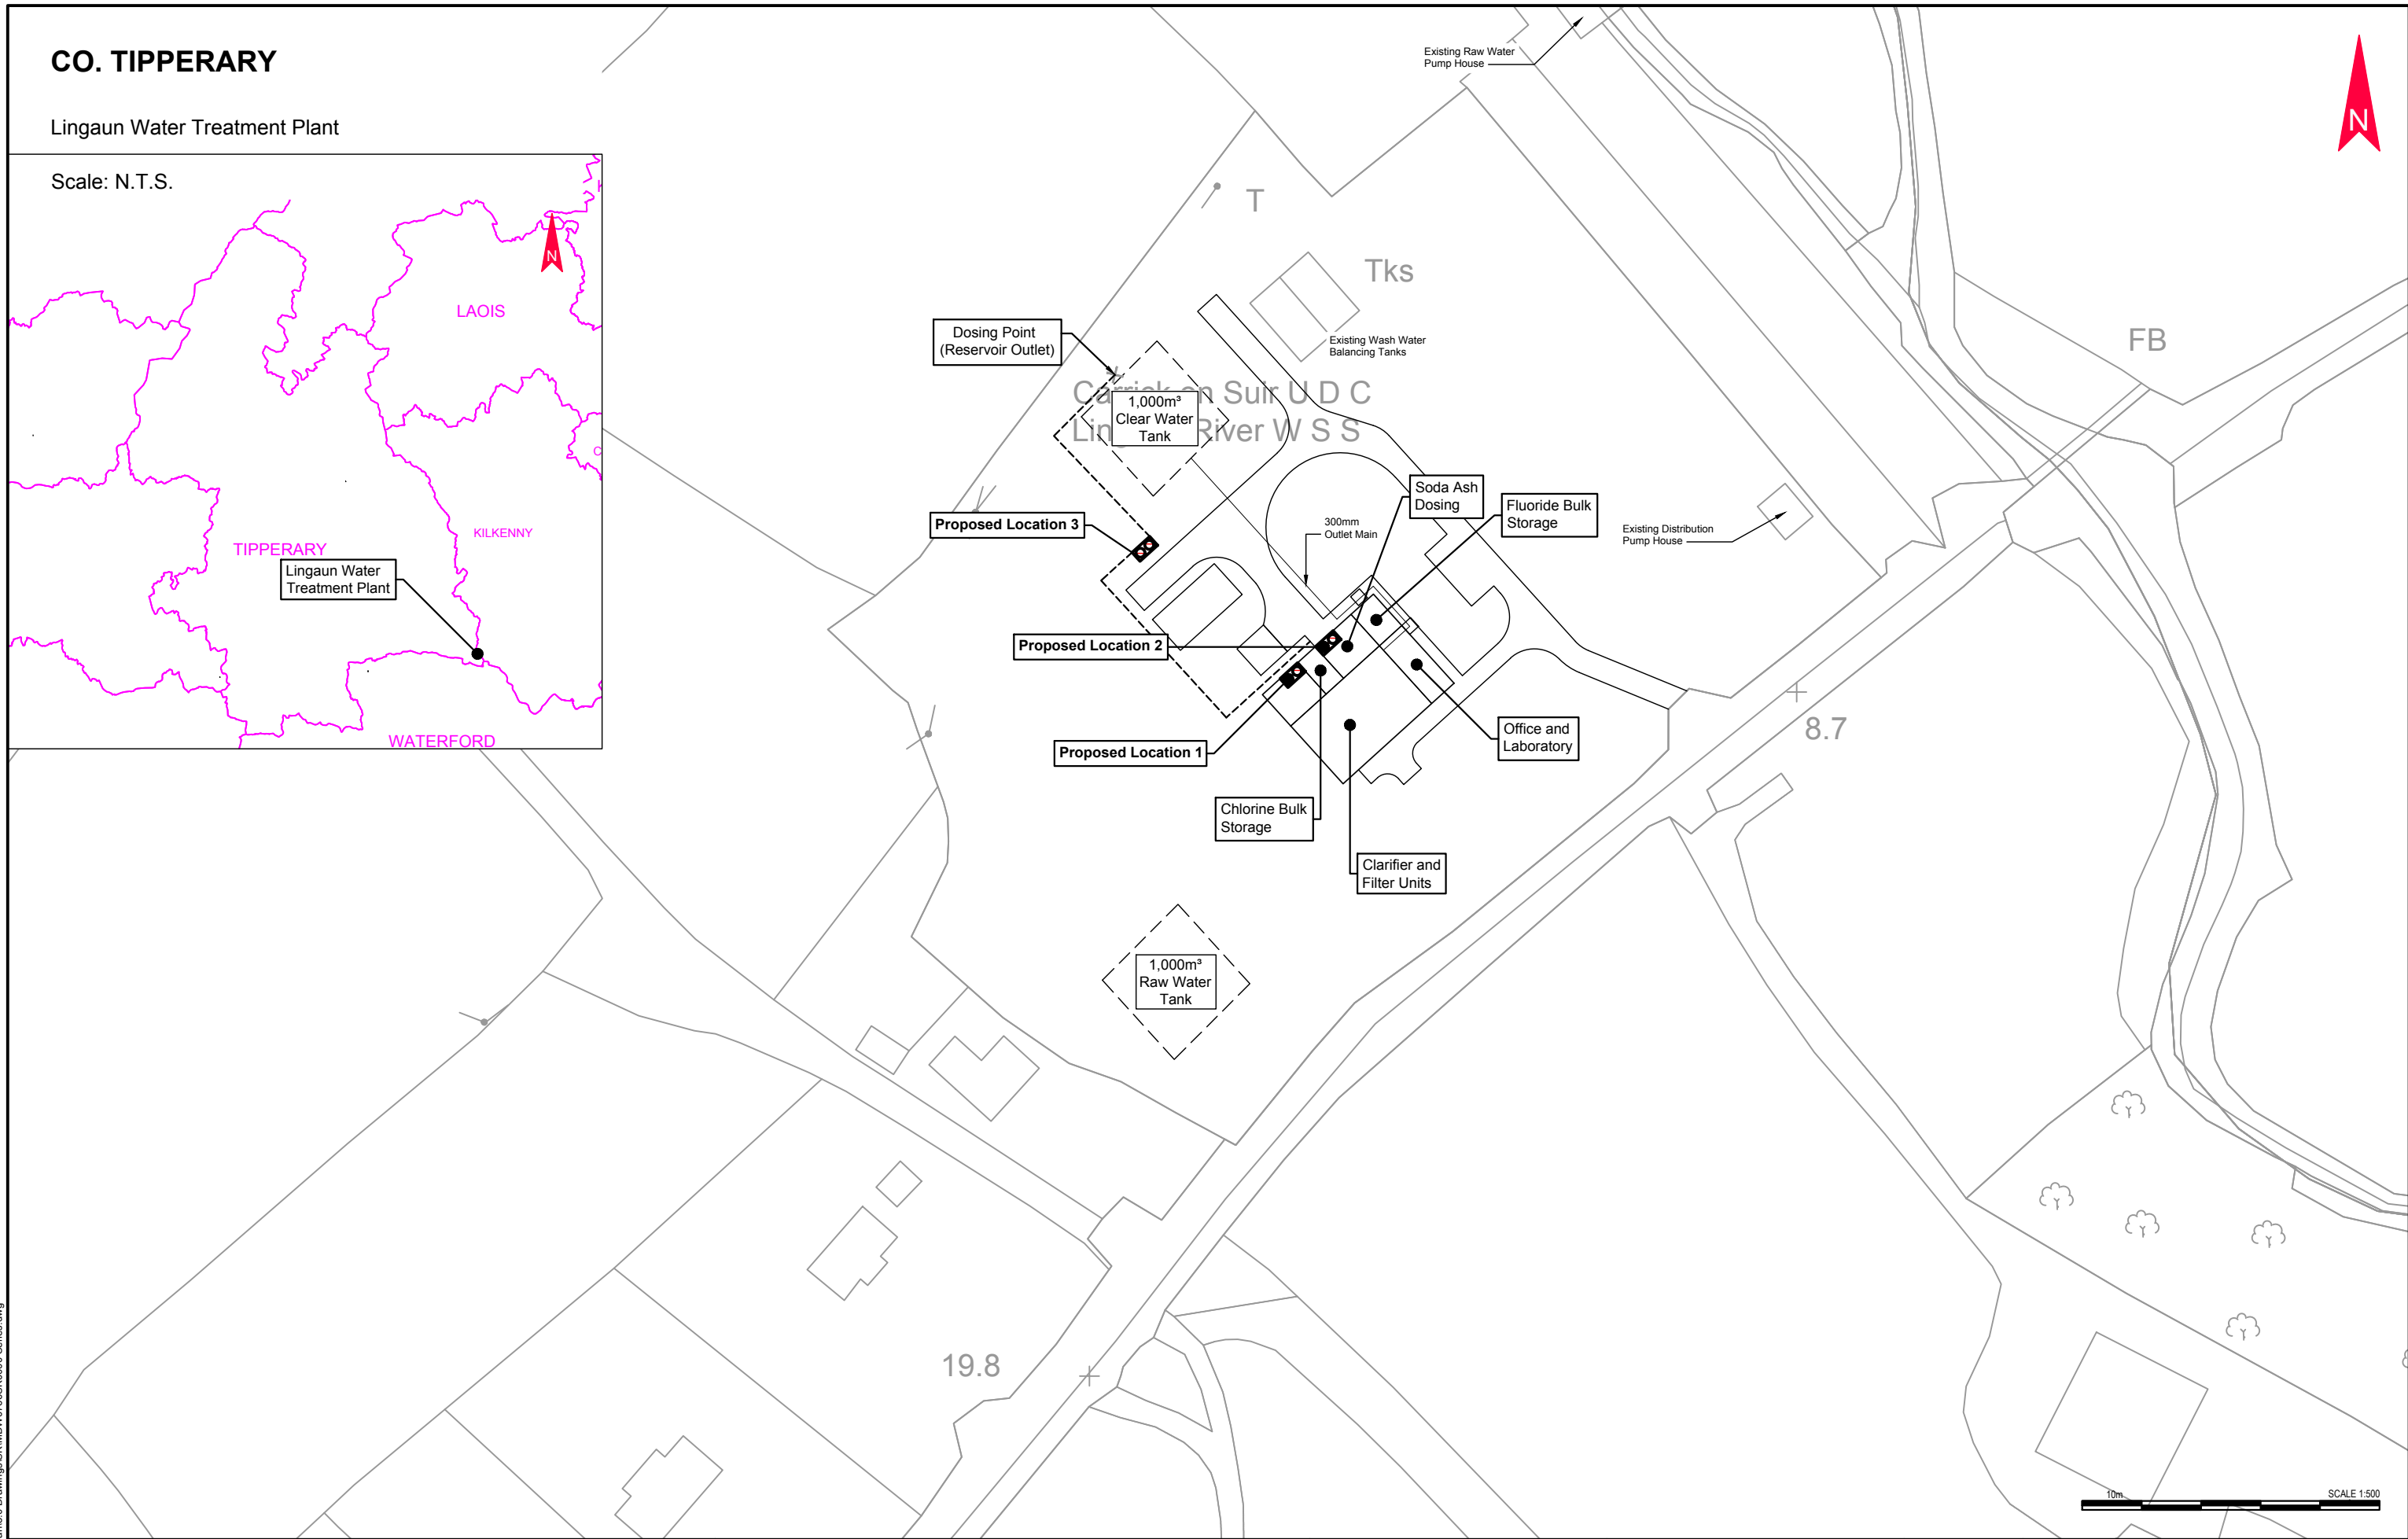 CO. TIPPERARY
Lingaun Water Treatment Plant
Scale: N.T.S.
N
LAOIS
KILKENNY
TIPPERARY
Lingaun Water
Treatment Plant
WATERFORD
Existing Raw Water
Pump House
N
T
Tks
Existing Wash Water
Balancing Tanks
FB
Dosing Point
(Reservoir Outlet)
Carrick on Suir U D C
River W S S
1,000m³
Clear Water
Tank
Soda Ash
Dosing
Fluoride Bulk
Storage
300mm
Outlet Main
Existing Distribution
Pump House
Proposed Location 3
Proposed Location 2
Proposed Location 1
Office and
Laboratory
8.7
Chlorine Bulk
Storage
Clarifier and
Filter Units
1,000m³
Raw Water
Tank
19.8
10m
SCALE 1:500